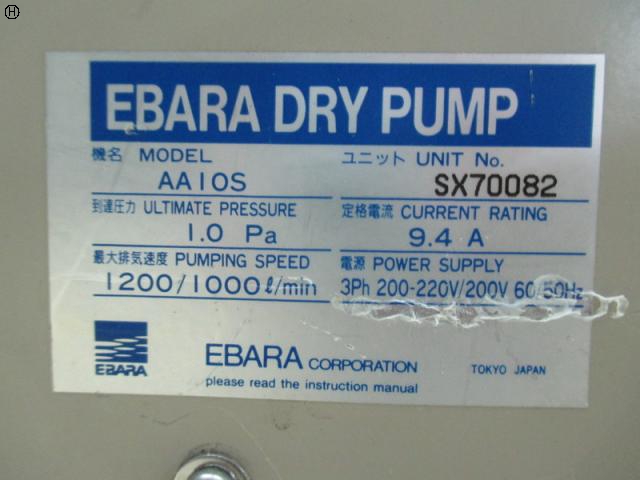 H
EBARA DRY PUMP
機名 MODEL
AA10S
ユニット UNIT No.
SX70082
到達圧力 ULTIMATE PRESSURE
1.0 Pa
定格電流 CURRENT RATING
9.4 A
最大排気速度 PUMPING SPEED
1200/1000ℓ/min
電源 POWER SUPPLY
3Ph 200-220V/200V 60/50Hz
EBARA
EBARA CORPORATION
TOKYO JAPAN
please read the instruction manual